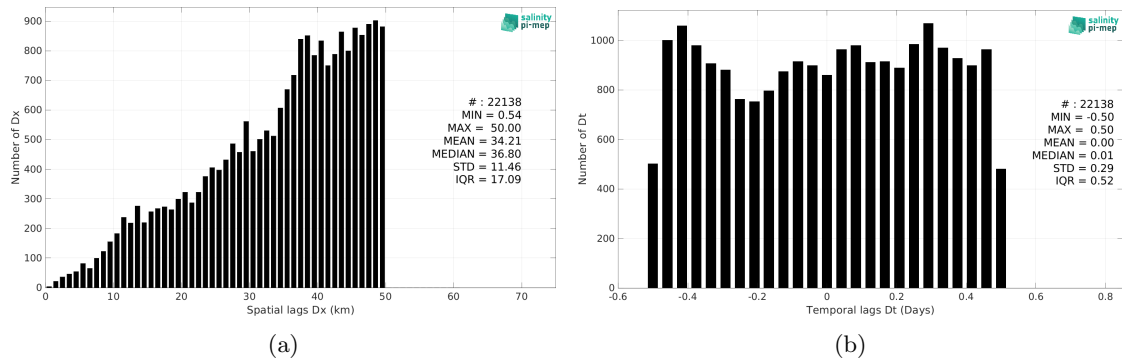 900
800
700
600
500
400
300
200
100
0
Number of Dx
0 10 20 30 40 50 60 70
Spatial lags Dx (km)
salinity
pi-mep
# : 22138
MIN = 0.54
MAX = 50.00
MEAN = 34.21
MEDIAN = 36.80
STD = 11.46
IQR = 17.09
(a)
1000
800
600
400
200
0
Number of Dt
-0.6 -0.4 -0.2 0 0.2 0.4 0.6 0.8
Temporal lags Dt (Days)
salinity
pi-mep
# : 22138
MIN = -0.50
MAX = 0.50
MEAN = 0.00
MEDIAN = 0.01
STD = 0.29
IQR = 0.52
(b)